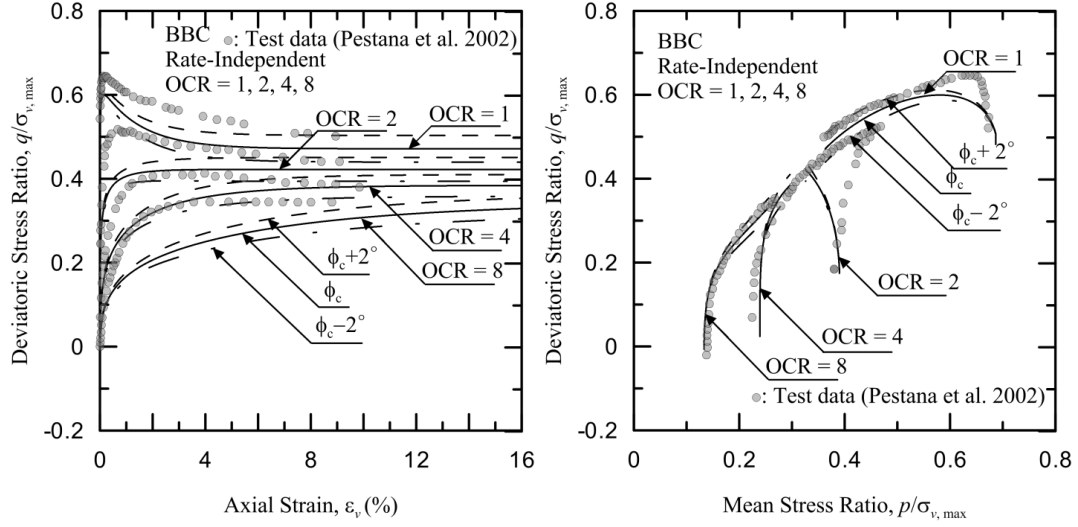 0.8
0.6
0.4
0.2
0
-0.2
Deviatoric Stress Ratio, q/σv, max
BBC
: Test data (Pestana et al. 2002)
Rate-Independent
OCR = 1, 2, 4, 8
OCR = 2
OCR = 1
OCR = 4
OCR = 8
ϕc+2°
ϕc
ϕc−2°
0 4 8 12 16
Axial Strain, εv (%)
0.8
0.6
0.4
0.2
0
-0.2
Deviatoric Stress Ratio, q/σv, max
BBC
Rate-Independent
OCR = 1, 2, 4, 8
OCR = 1
ϕc+ 2°
ϕc
ϕc− 2°
OCR = 2
OCR = 4
OCR = 8
: Test data (Pestana et al. 2002)
0.0 0.2 0.4 0.6 0.8
Mean Stress Ratio, p/σv, max